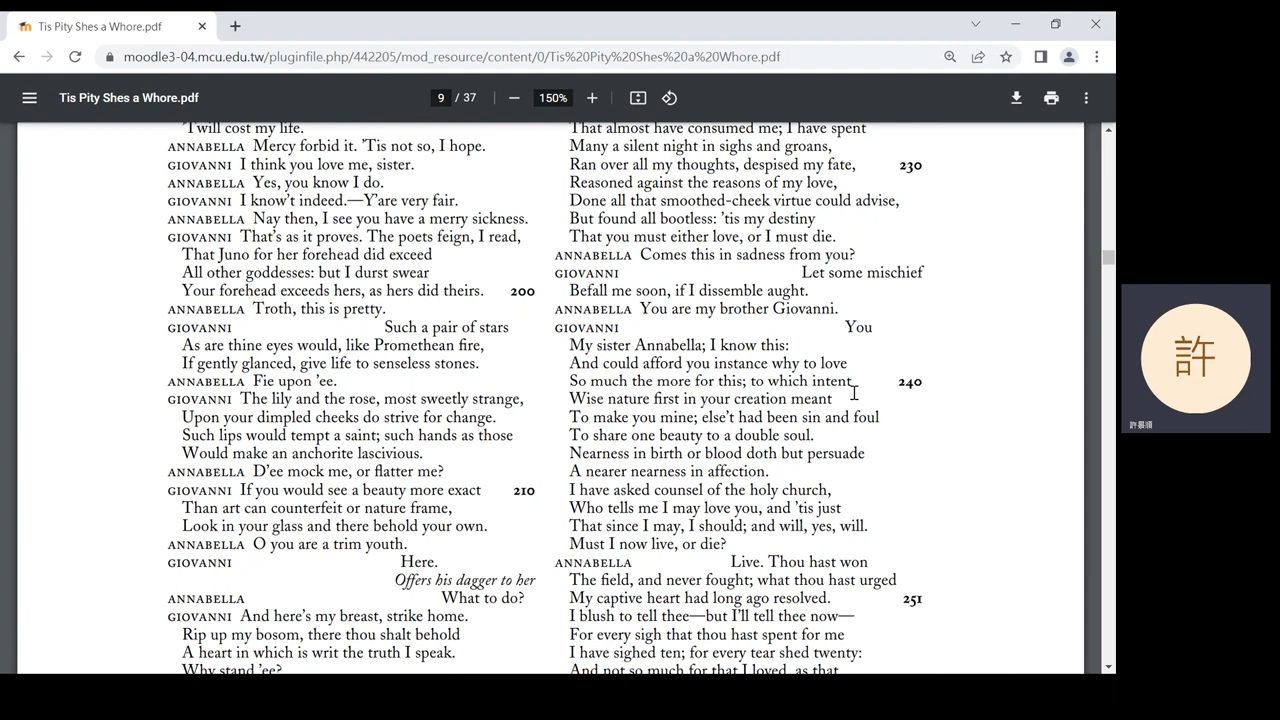 Tis Pity Shes a Whore.pdf
moodle3-04.mcu.edu.tw/pluginfile.php/442205/mod_resource/content/0/Tis%20Pity%20Shes%20a%20Whore.pdf
Tis Pity Shes a Whore.pdf
9 / 37
150%
'Twill cost my life.
ANNABELLA Mercy forbid it. 'Tis not so, I hope.
GIOVANNI I think you love me, sister.
ANNABELLA Yes, you know I do.
GIOVANNI I know't indeed.—Y'are very fair.
ANNABELLA Nay then, I see you have a merry sickness.
GIOVANNI That's as it proves. The poets feign, I read,
That Juno for her forehead did exceed
All other goddesses: but I durst swear
Your forehead exceeds hers, as hers did theirs. 200
ANNABELLA Troth, this is pretty.
GIOVANNI Such a pair of stars
As are thine eyes would, like Promethean fire,
If gently glanced, give life to senseless stones.
ANNABELLA Fie upon 'ee.
GIOVANNI The lily and the rose, most sweetly strange,
Upon your dimpled cheeks do strive for change.
Such lips would tempt a saint; such hands as those
Would make an anchorite lascivious.
ANNABELLA D'ee mock me, or flatter me?
GIOVANNI If you would see a beauty more exact 210
Than art can counterfeit or nature frame,
Look in your glass and there behold your own.
ANNABELLA O you are a trim youth.
GIOVANNI Here.
Offers his dagger to her
ANNABELLA What to do?
GIOVANNI And here's my breast, strike home.
Rip up my bosom, there thou shalt behold
A heart in which is writ the truth I speak.
Why stand 'ee?
That almost have consumed me; I have spent
Many a silent night in sighs and groans,
Ran over all my thoughts, despised my fate, 230
Reasoned against the reasons of my love,
Done all that smoothed-cheek virtue could advise,
But found all bootless: 'tis my destiny
That you must either love, or I must die.
ANNABELLA Comes this in sadness from you?
GIOVANNI Let some mischief
Befall me soon, if I dissemble aught.
ANNABELLA You are my brother Giovanni.
GIOVANNI You
My sister Annabella; I know this:
And could afford you instance why to love
So much the more for this; to which intent 240
Wise nature first in your creation meant
To make you mine; else't had been sin and foul
To share one beauty to a double soul.
Nearness in birth or blood doth but persuade
A nearer nearness in affection.
I have asked counsel of the holy church,
Who tells me I may love you, and 'tis just
That since I may, I should; and will, yes, will.
Must I now live, or die?
ANNABELLA Live. Thou hast won
The field, and never fought; what thou hast urged
My captive heart had long ago resolved. 251
I blush to tell thee—but I'll tell thee now—
For every sigh that thou hast spent for me
I have sighed ten; for every tear shed twenty:
And not so much for that I loved, as that
許
許景順